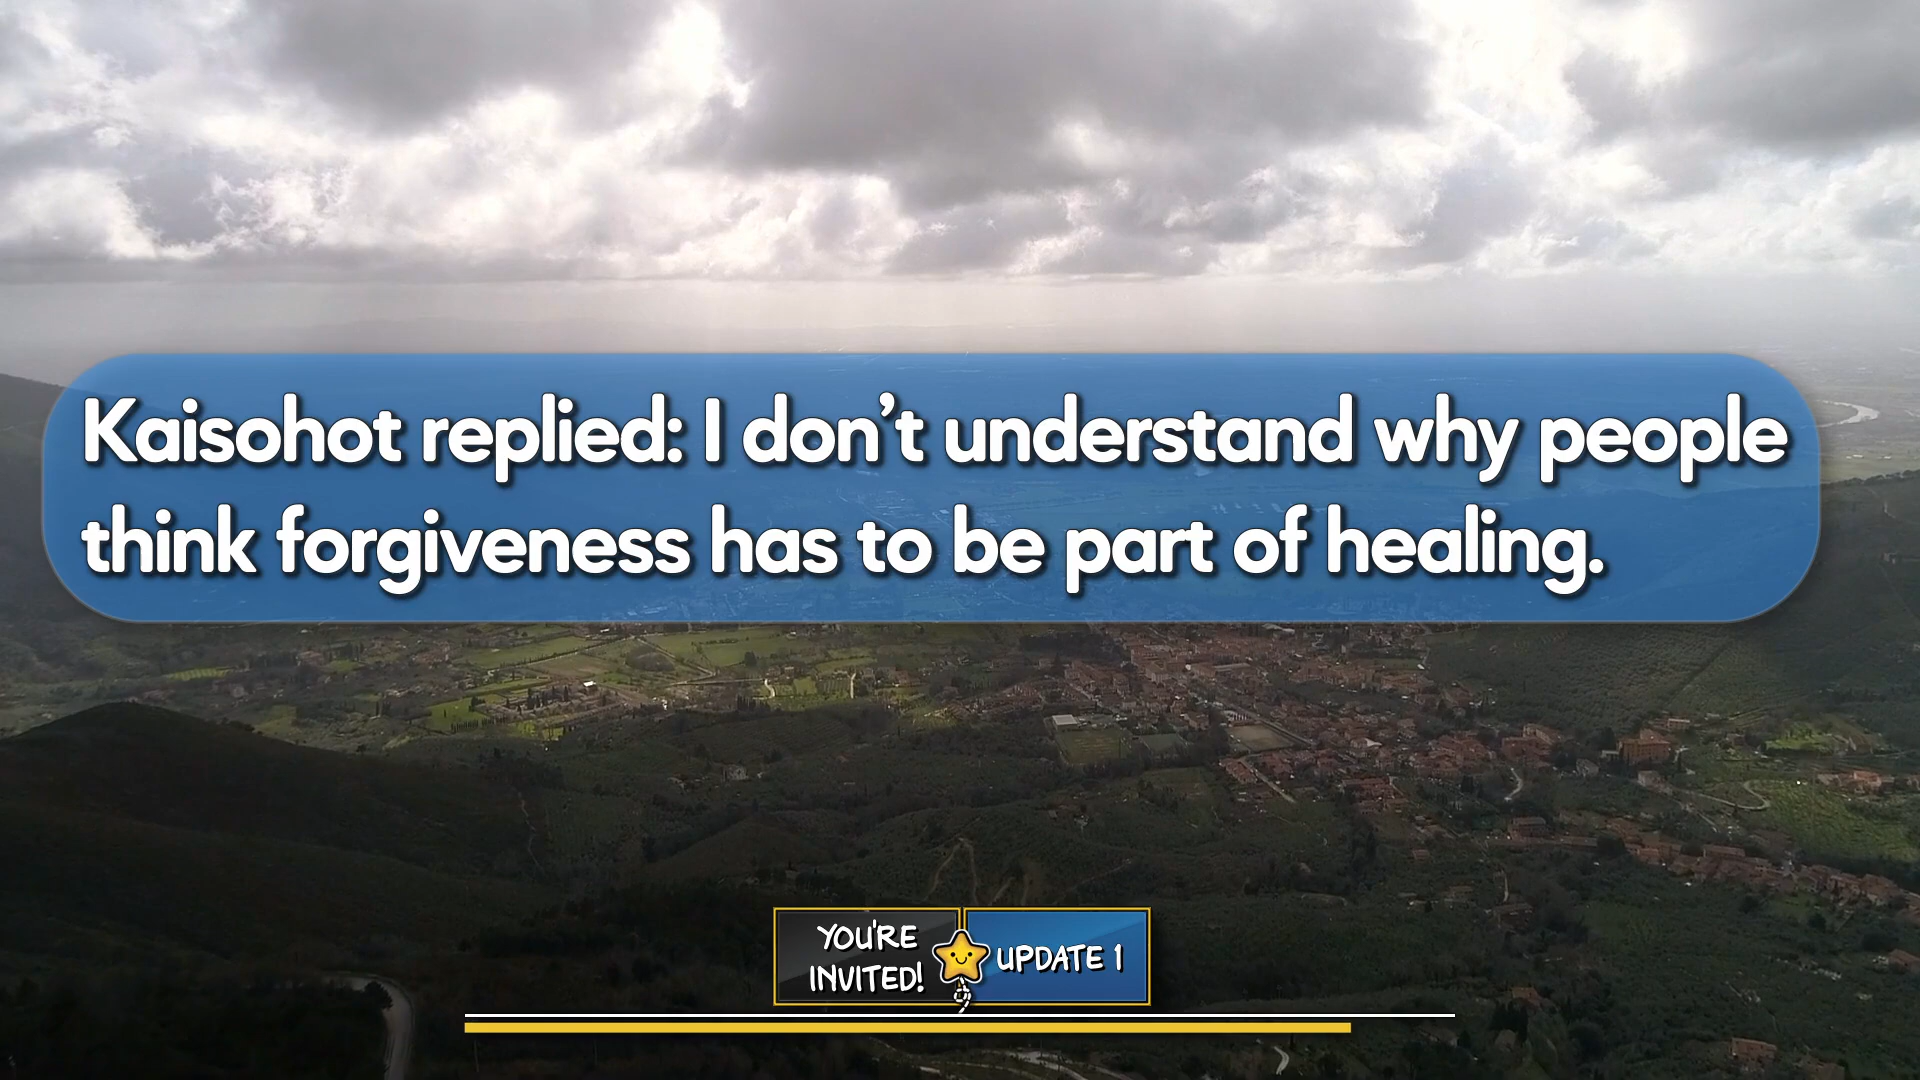 Kaisohot replied: I don’t understand why people
think forgiveness has to be part of healing.
YOU'RE
INVITED!
UPDATE 1